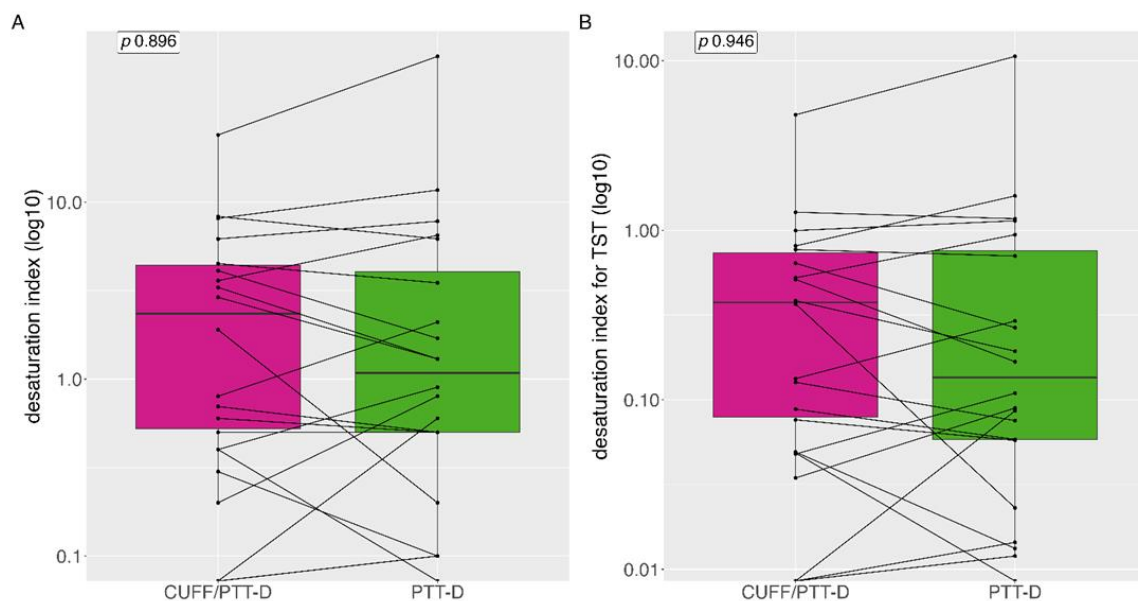 A
p 0.896
desaturation index (log10)
10.0
1.0
0.1
CUFF/PTT-D
PTT-D
B
p 0.946
desaturation index for TST (log10)
10.00
1.00
0.10
0.01
CUFF/PTT-D
PTT-D